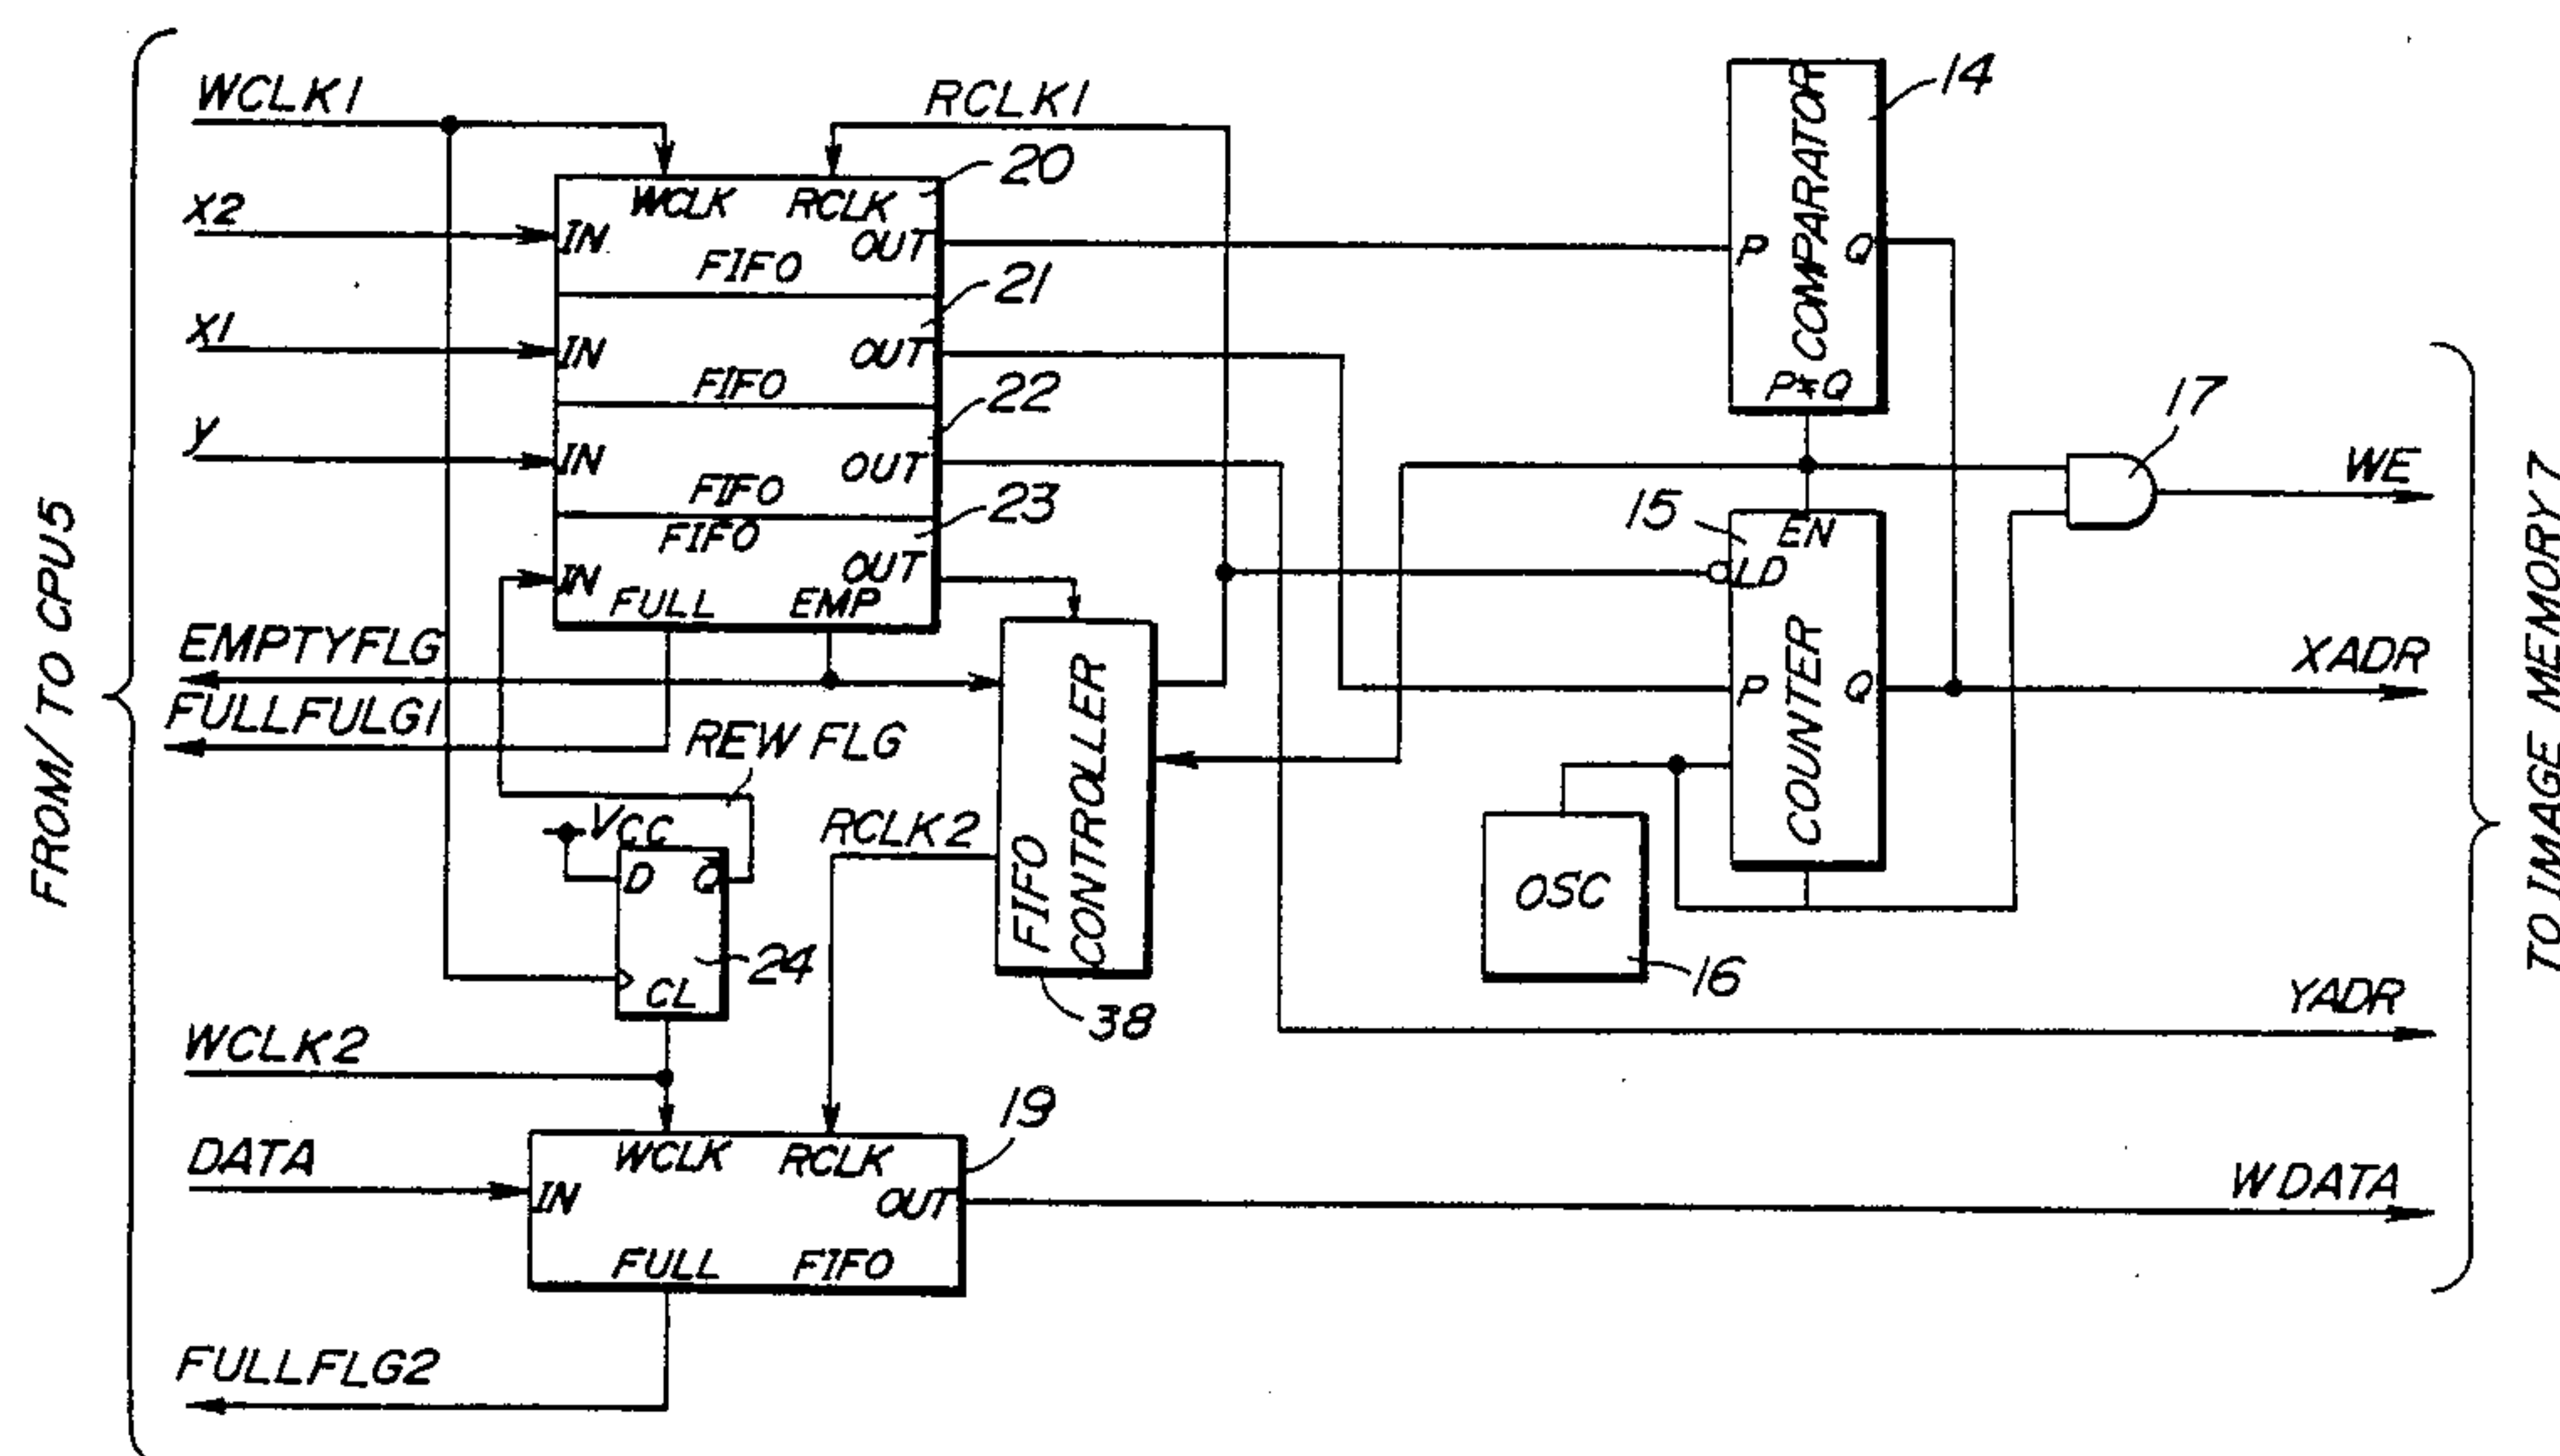 FROM/TO CPU5
WCLK1
X2
X1
y
EMPTYFLG
FULLFULG1
WCLK2
DATA
FULLFLG2
RCLK1
WCLK RCLK 20
IN OUT
FIFO
21
IN OUT
FIFO
22
IN OUT
FIFO
23
FIFO
IN OUT
FULL EMP
REW FLG
VCC
D Q
CL
24
RCLK2
FIFO CONTROLLER
38
19
WCLK RCLK
IN OUT
FULL FIFO
14
COMPARATOR
P Q
P*Q
15
EN
LD
COUNTER
P Q
OSC
16
17
WE
XADR
YADR
WDATA
TO IMAGE MEMORY 7